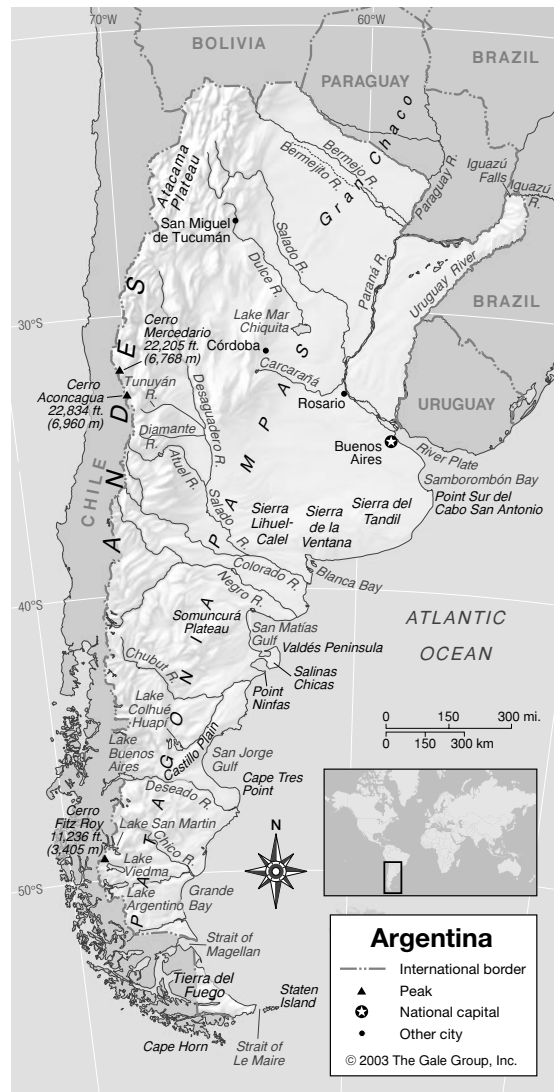 70°W
60°W
BOLIVIA
BRAZIL
PARAGUAY
Gran Chaco
Bermejo R.
Bermejito R.
Paraguay R.
Iguazú
Falls
Iguazú
R.
Atacama
Plateau
San Miguel
de Tucumán
Salado R.
Dulce R.
Paraná R.
Uruguay River
BRAZIL
30°S
Cerro
Mercedario
22,205 ft.
(6,768 m)
Lake Mar
Chiquita
Córdoba
Carcarañá
Rosario
Cerro
Aconcagua
22,834 ft.
(6,960 m)
Tunuyán
R.
Desaguadero R.
Diamante
R.
Atuel R.
Salado R.
URUGUAY
Buenos
Aires
River Plate
Samborombón Bay
Point Sur del
Cabo San Antonio
CHILE
ANDES
PAMPAS
Sierra
Lihuel-
Calel
Sierra
de la
Ventana
Sierra del
Tandil
Colorado R.
Blanca Bay
Negro R.
40°S
Somuncurá
Plateau
San Matías
Gulf
Valdés Peninsula
Salinas
Chicas
Point
Ninfas
ATLANTIC
OCEAN
Chubut R.
PATAGONIA
Lake
Colhué
Huapi
Castillo Plain
Lake
Buenos
Aires
San Jorge
Gulf
Cape Tres
Point
Deseado R.
0 150 300 mi.
0 150 300 km
Cerro
Fitz Roy
11,236 ft.
(3,405 m)
Lake San Martín
Chico R.
Lake
Viedma
Lake
Argentino
Grande
Bay
50°S
N
Strait of
Magellan
Tierra del
Fuego
Staten
Island
Cape Horn
Strait of
Le Maire
Argentina
International border
Peak
National capital
Other city
© 2003 The Gale Group, Inc.